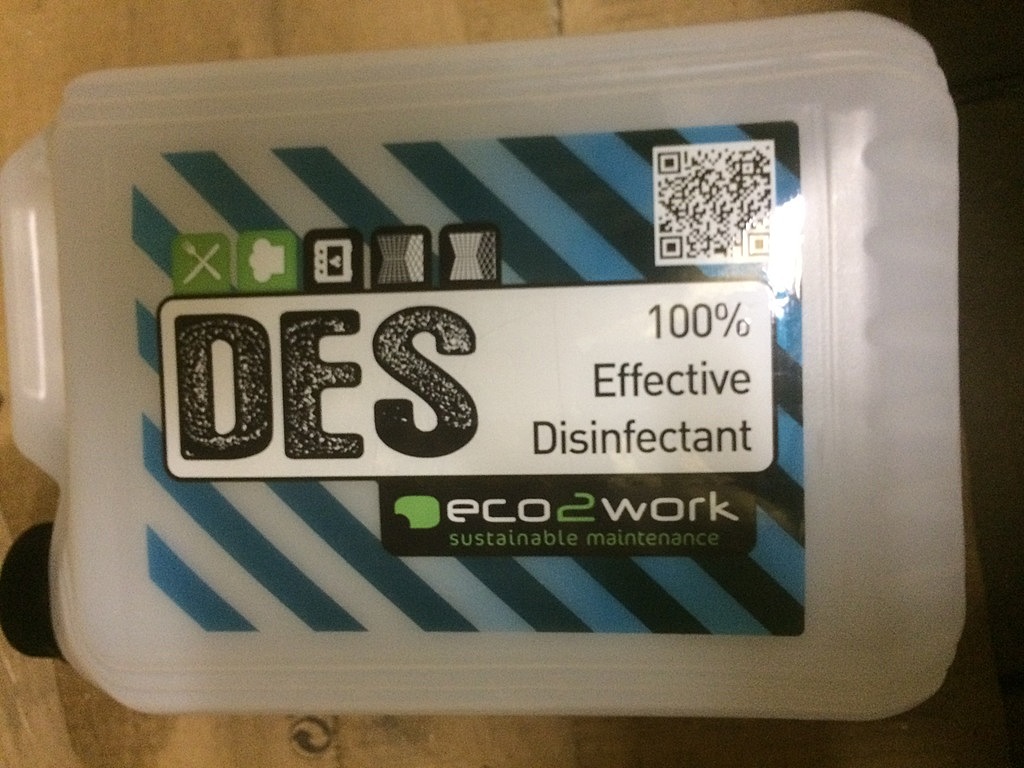 DES
100%
Effective
Disinfectant
eco2work
sustainable maintenance